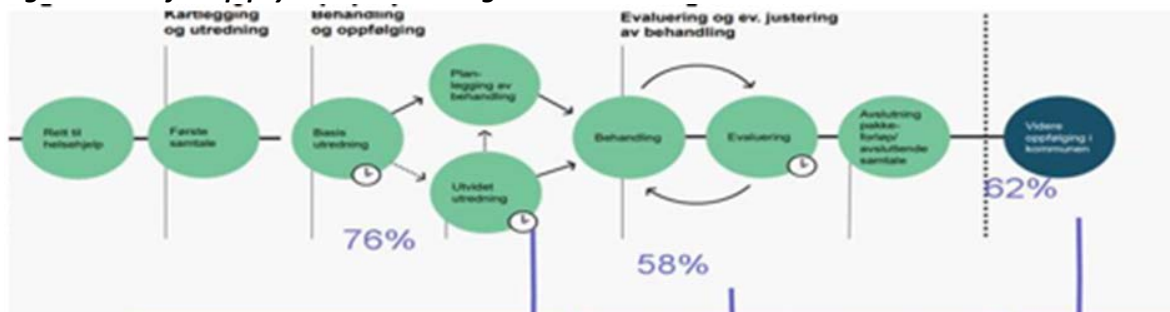 Kartlegging
og utredning
Behandling
og oppfølging
Evaluering og ev. justering
av behandling
Rett til
helsehjelp
Første
samtale
Basis
utredning
Plan-
legging av
behandling
Utvidet
utredning
Behandling
Evaluering
Avslutning
pakke-
forløp/
avsluttende
samtale
Videre
oppfølging i
kommunen
76%
58%
62%